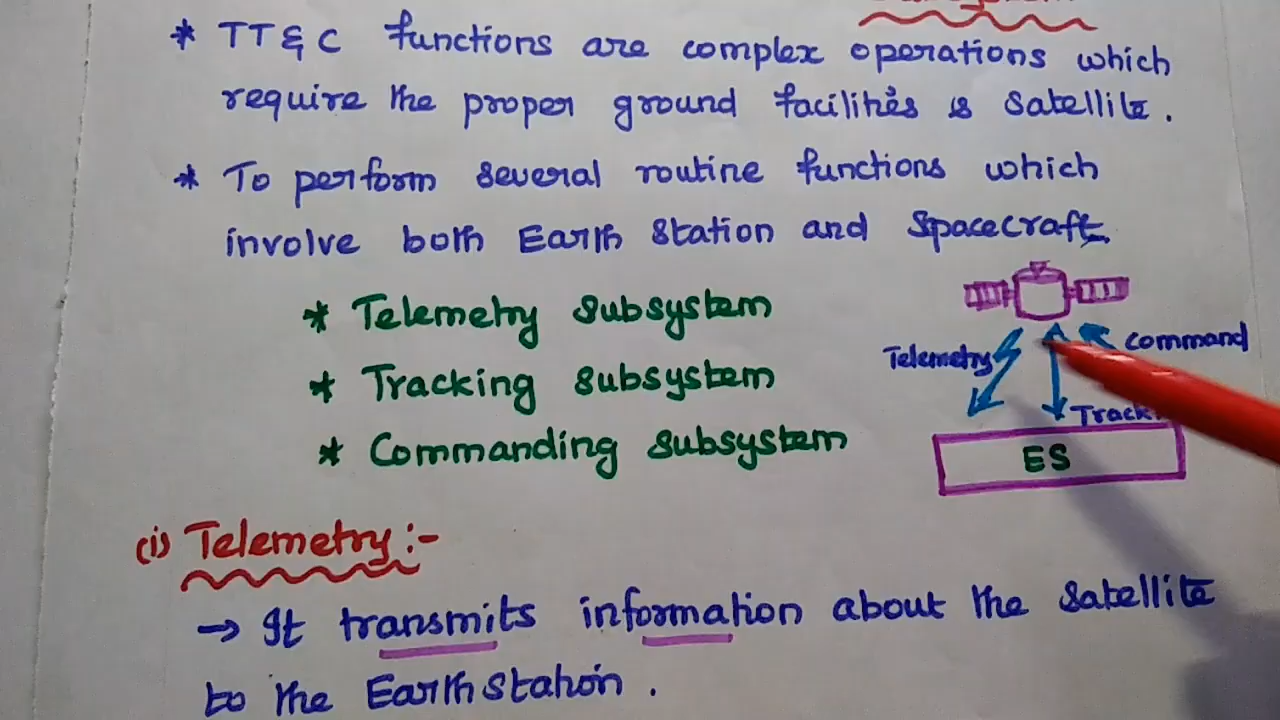 * TT&C functions are complex operations which
require the proper ground facilities is satellite.
* To perform several routine functions which
involve both Earth Station and Spacecraft
* Telemetry subsystem
* Tracking subsystem
* Commanding subsystem
Telemetry
Command
ES
(i) Telemetry:-
→ It transmits information about the satellite
to the Earth Station.